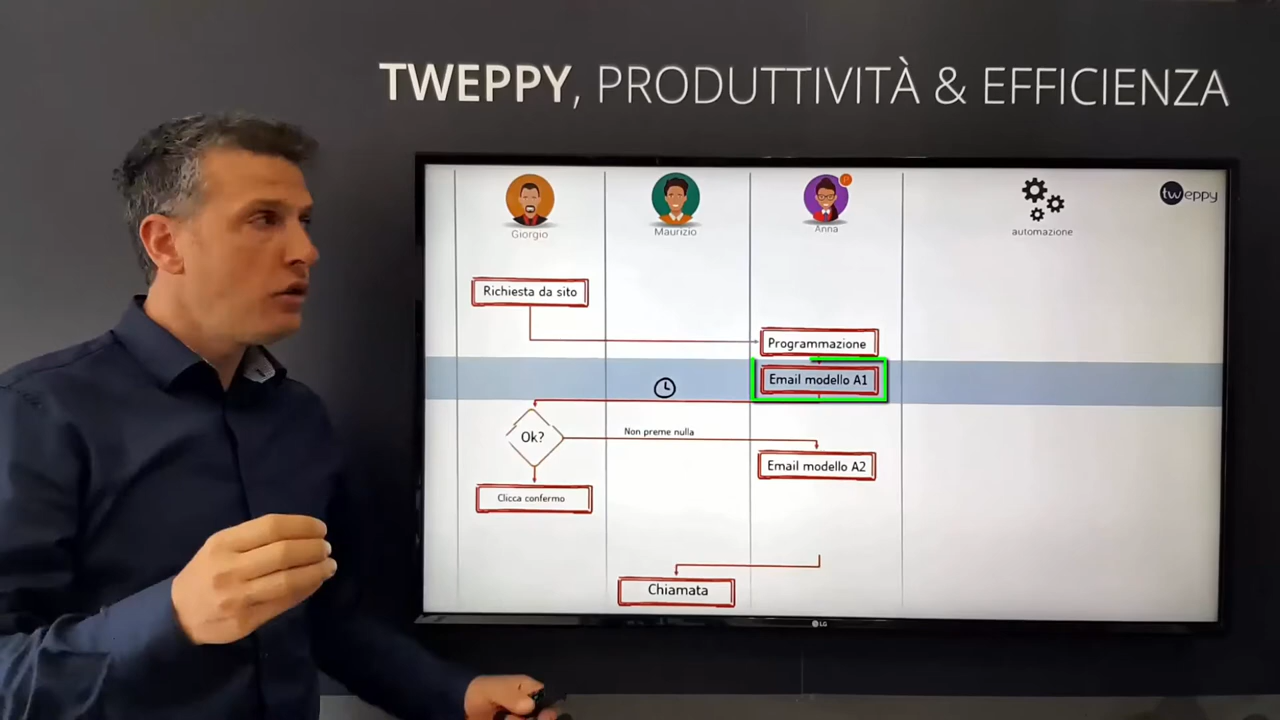 TWEPPY, PRODUTTIVITÀ & EFFICIENZA
tweppy
P
Giorgio
Maurizio
Anna
automazione
Richiesta da sito
Programmazione
Email modello A1
Ok?
Non preme nulla
Email modello A2
Clicca confermo
Chiamata
LG